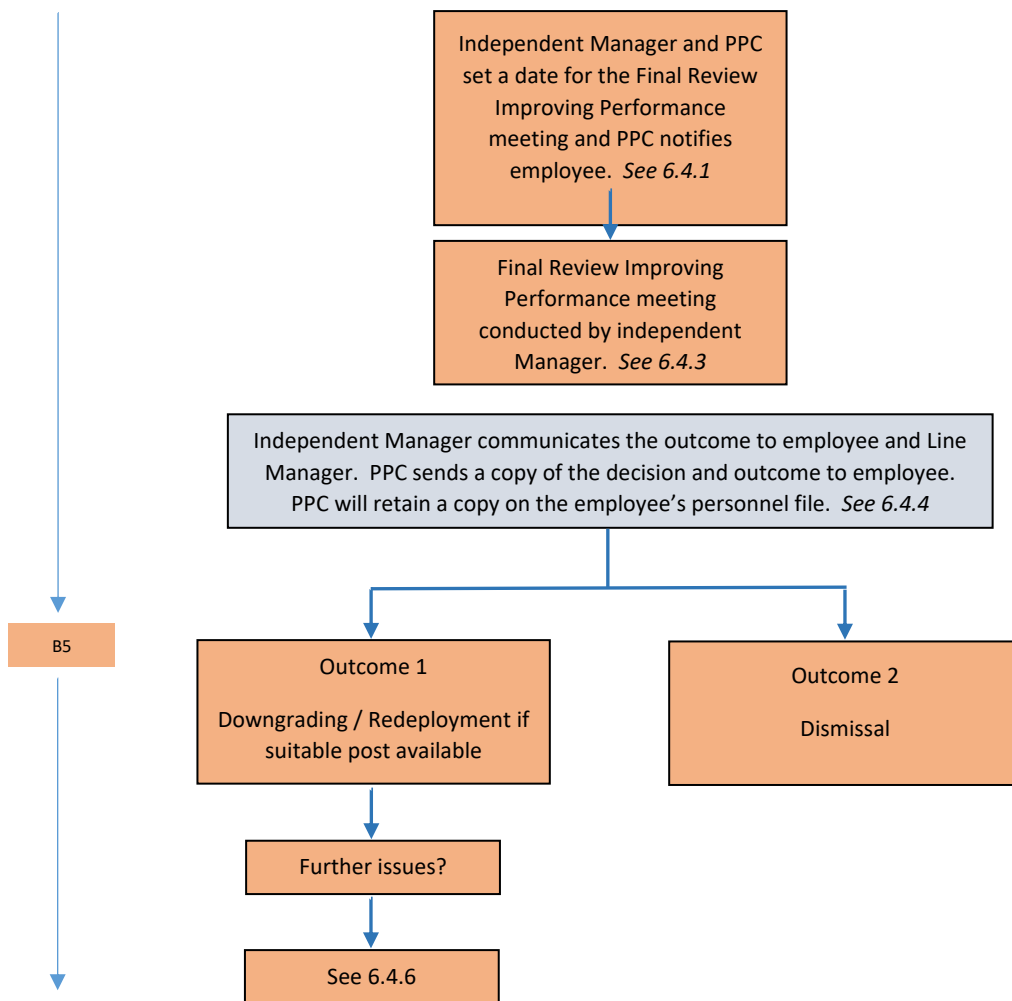 Independent Manager and PPC
set a date for the Final Review
Improving Performance
meeting and PPC notifies
employee. See 6.4.1
Final Review Improving
Performance meeting
conducted by independent
Manager. See 6.4.3
Independent Manager communicates the outcome to employee and Line
Manager. PPC sends a copy of the decision and outcome to employee.
PPC will retain a copy on the employee’s personnel file. See 6.4.4
B5
Outcome 1
Downgrading / Redeployment if
suitable post available
Outcome 2
Dismissal
Further issues?
See 6.4.6